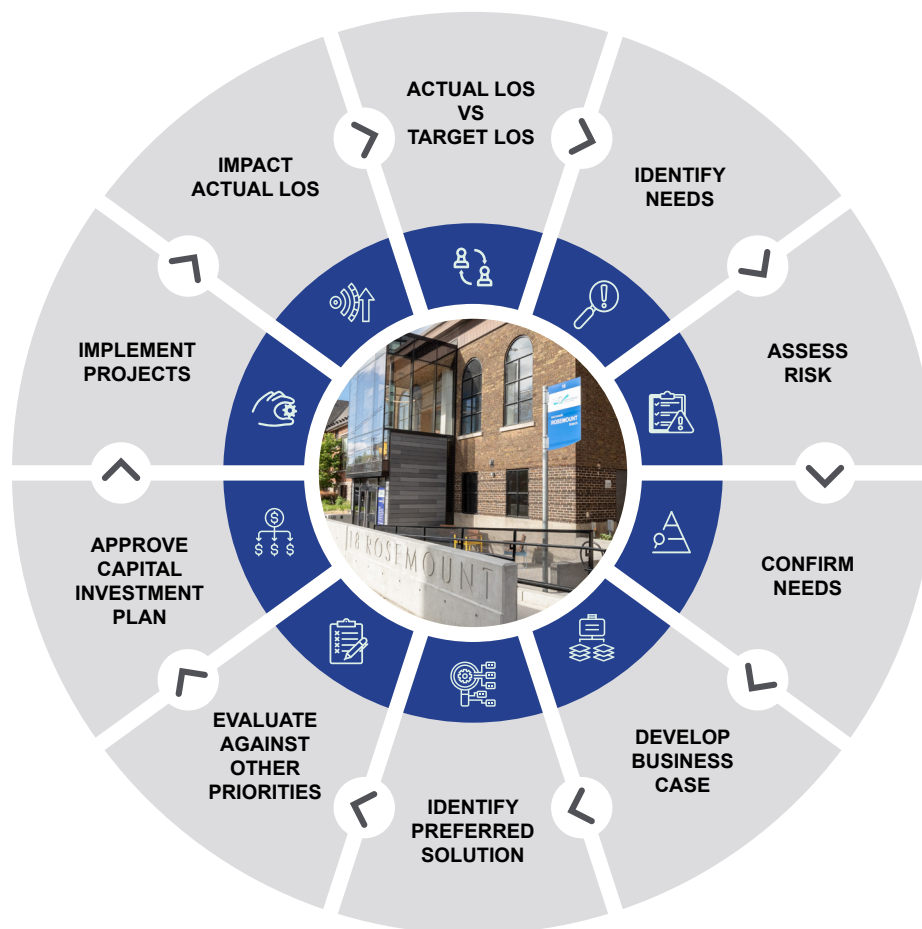 ACTUAL LOS
VS
TARGET LOS
IDENTIFY
NEEDS
ASSESS
RISK
CONFIRM
NEEDS
DEVELOP
BUSINESS
CASE
IDENTIFY
PREFERRED
SOLUTION
EVALUATE
AGAINST
OTHER
PRIORITIES
APPROVE
CAPITAL
INVESTMENT
PLAN
IMPLEMENT
PROJECTS
IMPACT
ACTUAL LOS
ROSEMOUNT
118 ROSEMOUNT